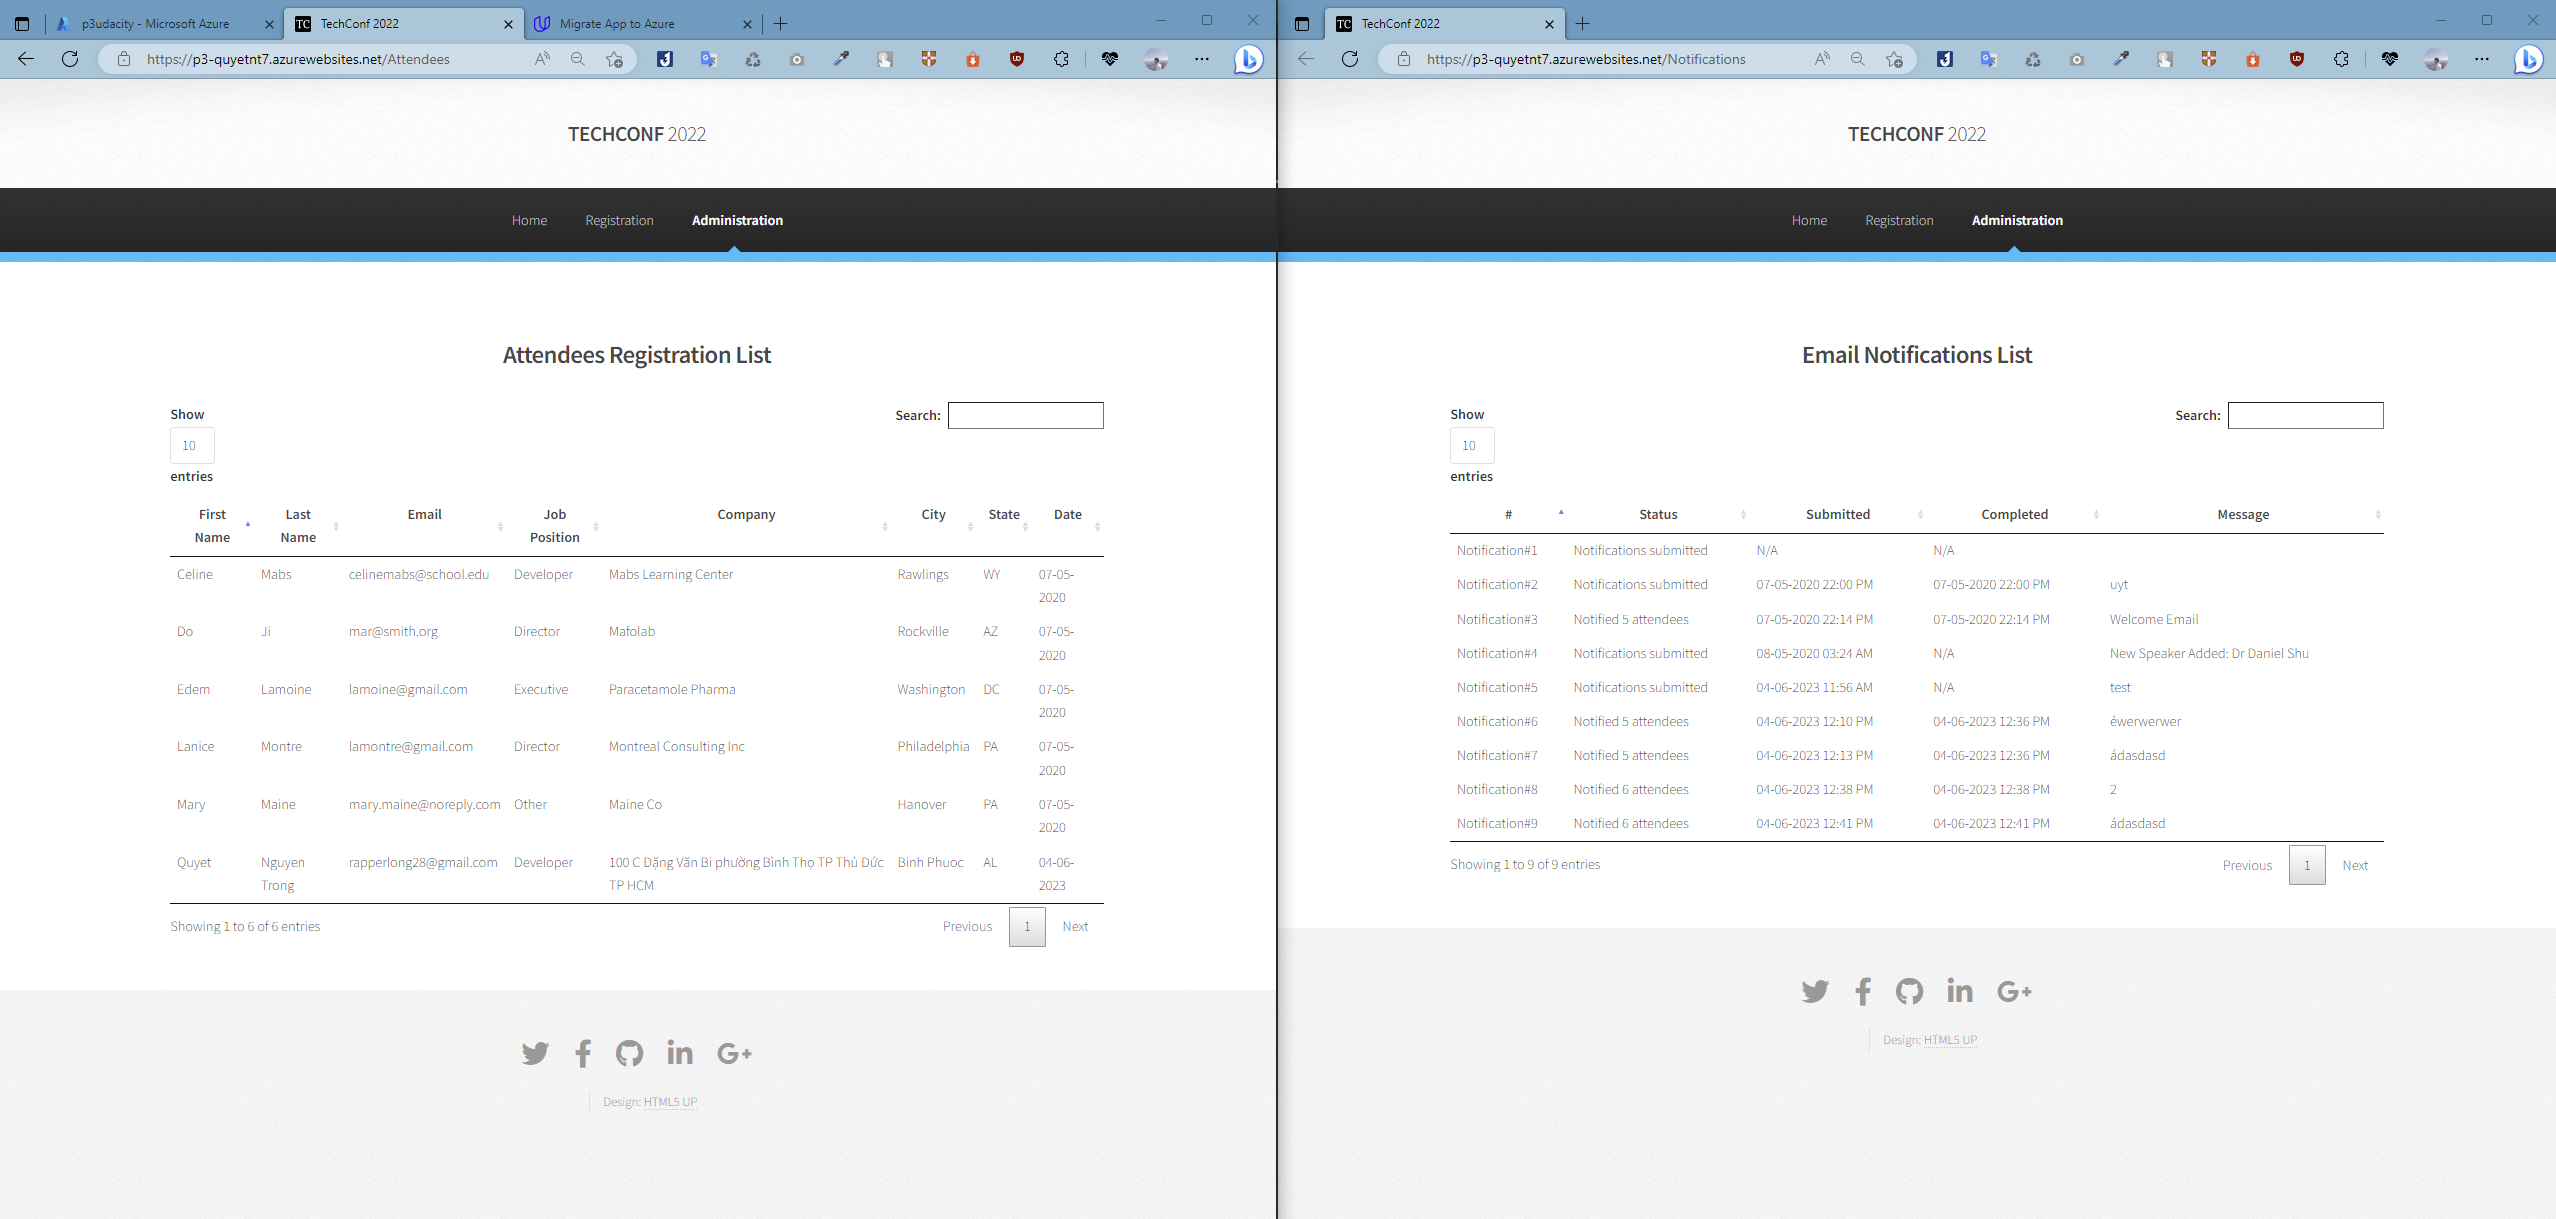 p3udacity - Microsoft Azure
TechConf 2022
Migrate App to Azure
https://p3-quyetnt7.azurewebsites.net/Attendees
TECHCONF 2022
Home Registration Administration
Attendees Registration List
Show
10
entries
Search:
First Name Last Name Email Job Position Company City State Date
Celine Mabs celinemabs@school.edu Developer Mabs Learning Center Rawlings WY 07-05-2020
Do Ji mar@smith.org Director Mafolab Rockville AZ 07-05-2020
Edem Lamoine lamoine@gmail.com Executive Paracetamole Pharma Washington DC 07-05-2020
Lanice Montre lamontre@gmail.com Director Montreal Consulting Inc Philadelphia PA 07-05-2020
Mary Maine mary.maine@noreply.com Other Maine Co Hanover PA 07-05-2020
Quyet Nguyen Trong rapperlong28@gmail.com Developer 100 C Dặng Văn Bi phường Bình Thọ TP Thủ Đức TP HCM Binh Phuoc AL 04-06-2023
Showing 1 to 6 of 6 entries
Previous 1 Next
Design: HTML5 UP
TechConf 2022
https://p3-quyetnt7.azurewebsites.net/Notifications
TECHCONF 2022
Home Registration Administration
Email Notifications List
Show
10
entries
Search:
# Status Submitted Completed Message
Notification#1 Notifications submitted N/A N/A
Notification#2 Notifications submitted 07-05-2020 22:00 PM 07-05-2020 22:00 PM uyt
Notification#3 Notified 5 attendees 07-05-2020 22:14 PM 07-05-2020 22:14 PM Welcome Email
Notification#4 Notifications submitted 08-05-2020 03:24 AM N/A New Speaker Added: Dr Daniel Shu
Notification#5 Notifications submitted 04-06-2023 11:56 AM N/A test
Notification#6 Notified 5 attendees 04-06-2023 12:10 PM 04-06-2023 12:36 PM ẻwerwerwer
Notification#7 Notified 5 attendees 04-06-2023 12:13 PM 04-06-2023 12:36 PM ádasdasd
Notification#8 Notified 6 attendees 04-06-2023 12:38 PM 04-06-2023 12:38 PM 2
Notification#9 Notified 6 attendees 04-06-2023 12:41 PM 04-06-2023 12:41 PM ádasdasd
Showing 1 to 9 of 9 entries
Previous 1 Next
Design: HTML5 UP